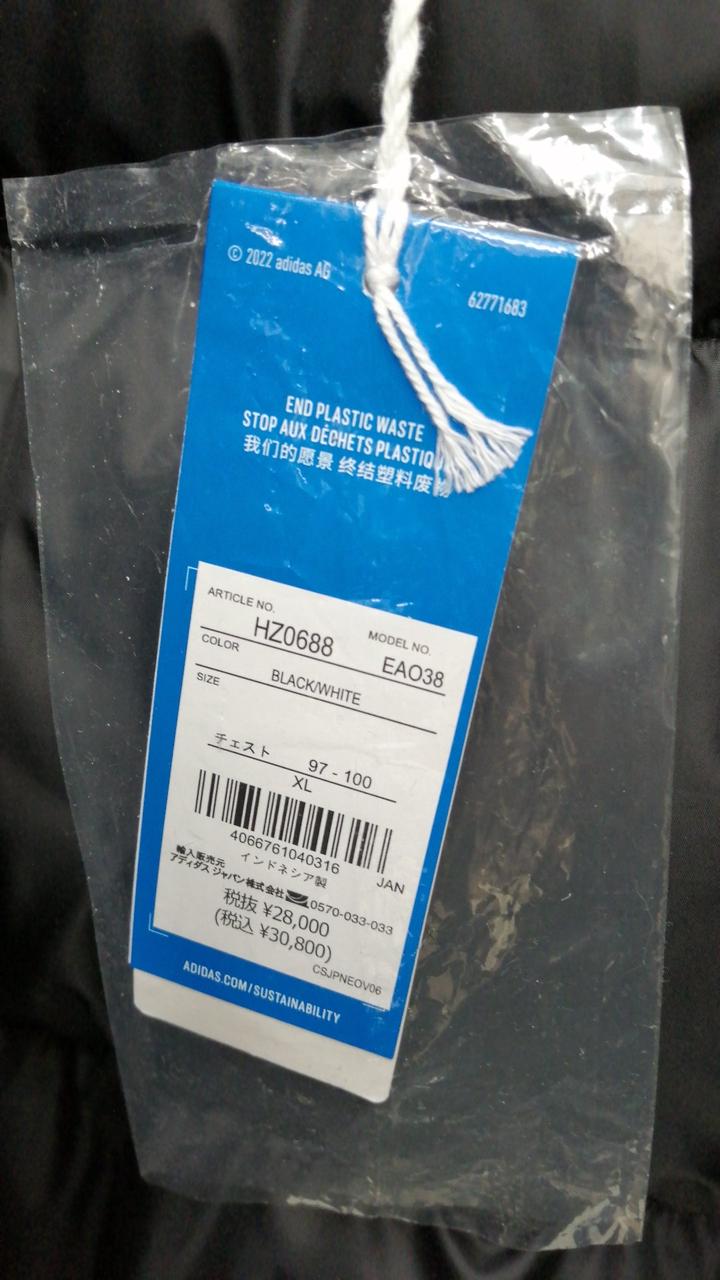 © 2022 adidas AG
62771683
END PLASTIC WASTE
STOP AUX DÉCHETS
我们的愿景 终结塑料废
ARTICLE NO.
HZ0688
MODEL NO.
EAO38
COLOR
BLACK/WHITE
SIZE
チェスト 97 - 100
XL
4066761040316
インドネシア製
JAN
輸入販売元
アディダス ジャパン株式会社 0570-033-033
税抜 ¥28,000
(税込 ¥30,800)
CSJPNEOV06
ADIDAS.COM/SUSTAINABILITY